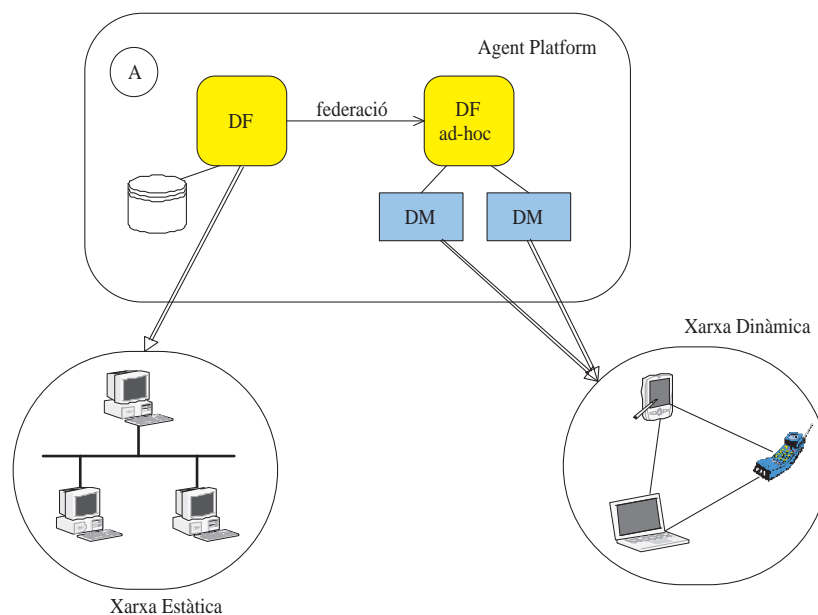 Agent Platform
A
DF
federació
DF
ad-hoc
DM
DM
Xarxa Dinàmica
Xarxa Estàtica